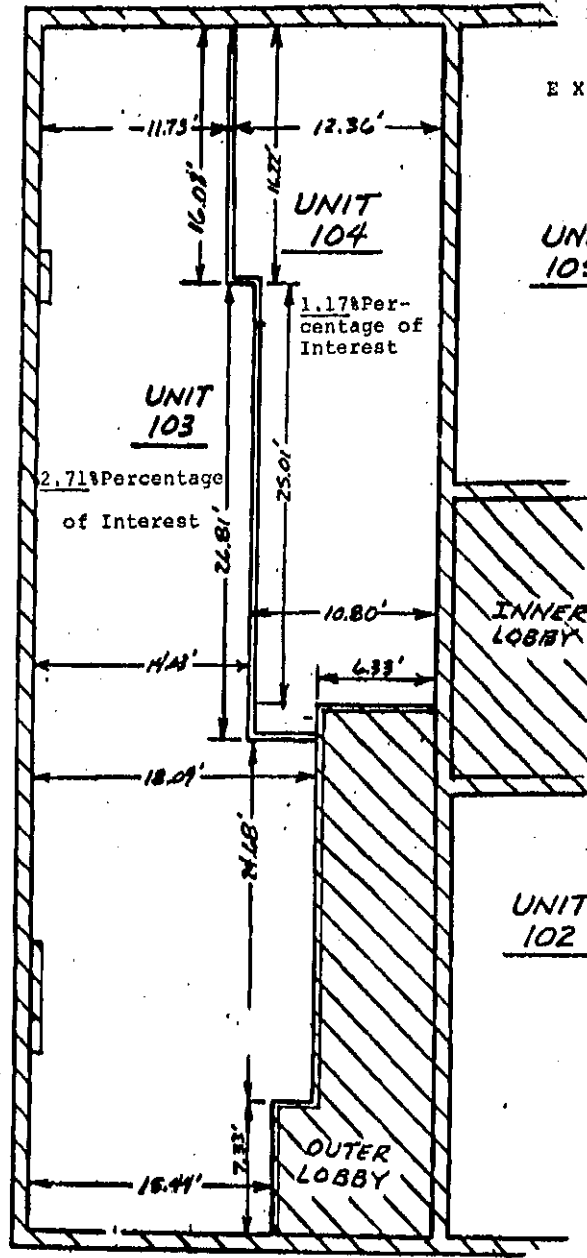 E X
11.73'
12.36'
16.22'
UNIT
104
UN
10
1.17%Per-
centage of
Interest
UNIT
103
2.71%Percentage
of Interest
25.01'
26.81'
10.80'
INNER
LOBBY
6.33'
18.09'
UNIT
102
7.33'
OUTER
LOBBY
15.44'